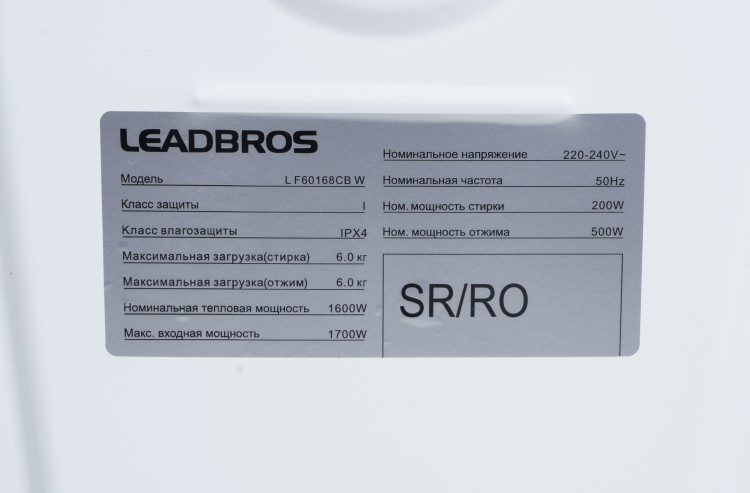 LEADBROS
Модель L F60168CB W
Класс защиты I
Класс влагозащиты IPX4
Максимальная загрузка(стирка) 6.0 кг
Максимальная загрузка(отжим) 6.0 кг
Номинальная тепловая мощность 1600W
Макс. входная мощность 1700W
Номинальное напряжение 220-240V~
Номинальная частота 50Hz
Ном. мощность стирки 200W
Ном. мощность отжима 500W
SR/RO